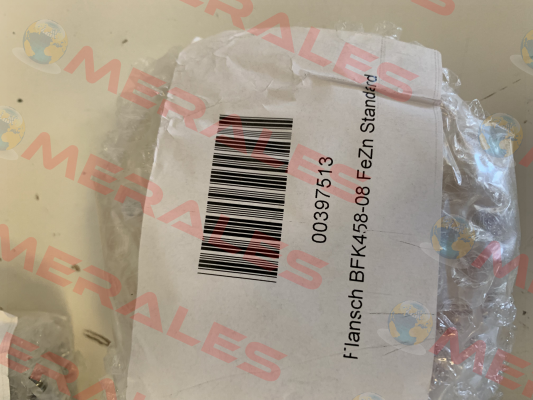 00397513
Flansch BFK458-08 FeZn Standard
MERALES
MERALES
MERALES